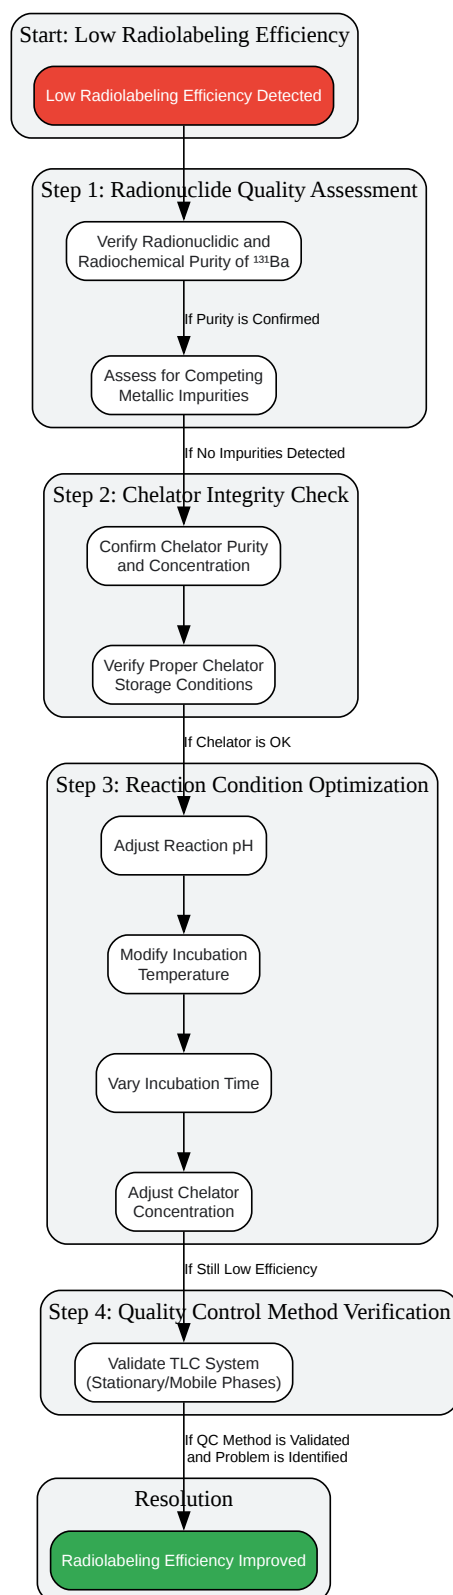 Start: Low Radiolabeling Efficiency
Low Radiolabeling Efficiency Detected
Step 1: Radionuclide Quality Assessment
Verify Radionuclidic and
Radiochemical Purity of ¹³¹Ba
If Purity is Confirmed
Assess for Competing
Metallic Impurities
If No Impurities Detected
Step 2: Chelator Integrity Check
Confirm Chelator Purity
and Concentration
Verify Proper Chelator
Storage Conditions
If Chelator is OK
Step 3: Reaction Condition Optimization
Adjust Reaction pH
Modify Incubation
Temperature
Vary Incubation Time
Adjust Chelator
Concentration
If Still Low Efficiency
Step 4: Quality Control Method Verification
Validate TLC System
(Stationary/Mobile Phases)
If QC Method is Validated
and Problem is Identified
Resolution
Radiolabeling Efficiency Improved